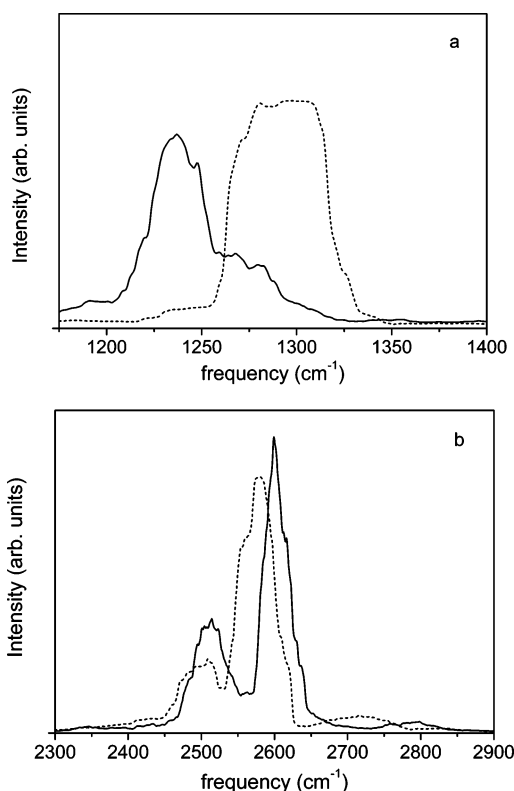 a
Intensity (arb. units)
1200 1250 1300 1350 1400
frequency (cm⁻¹)
b
Intensity (arb. units)
2300 2400 2500 2600 2700 2800 2900
frequency (cm⁻¹)